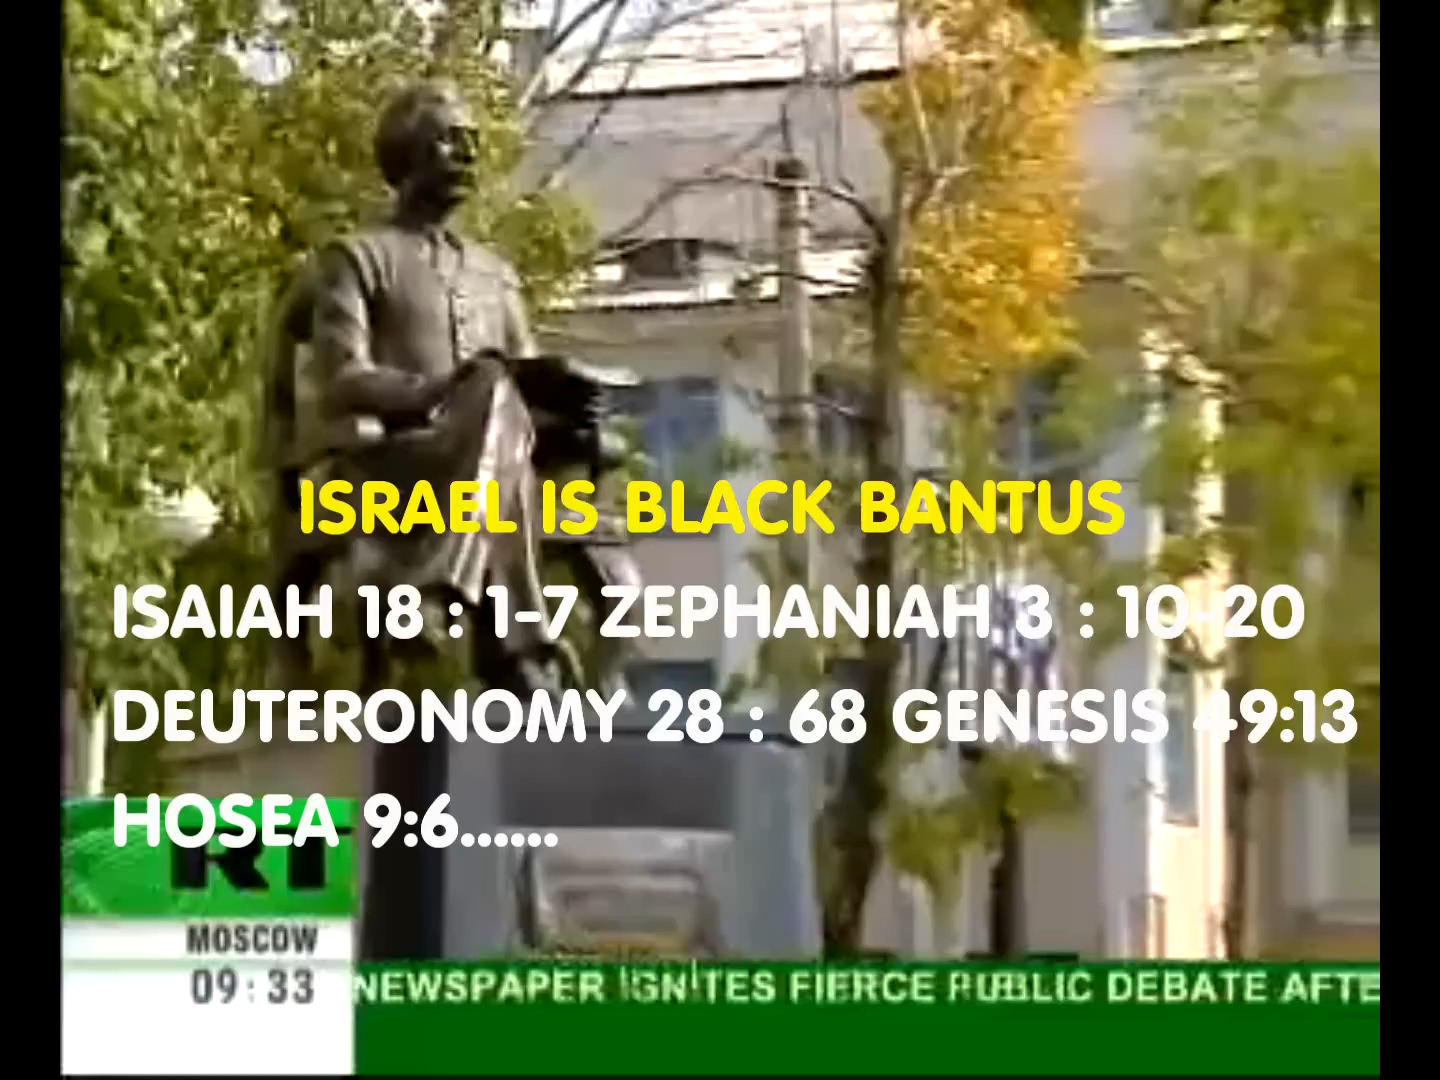 ISRAEL IS BLACK BANTUS
ISAIAH 18 : 1-7 ZEPHANIAH 3 : 10-20
DEUTERONOMY 28 : 68 GENESIS 49:13
HOSEA 9:6......
RT
MOSCOW
09:33
NEWSPAPER IGNITES FIERCE PUBLIC DEBATE AFTE